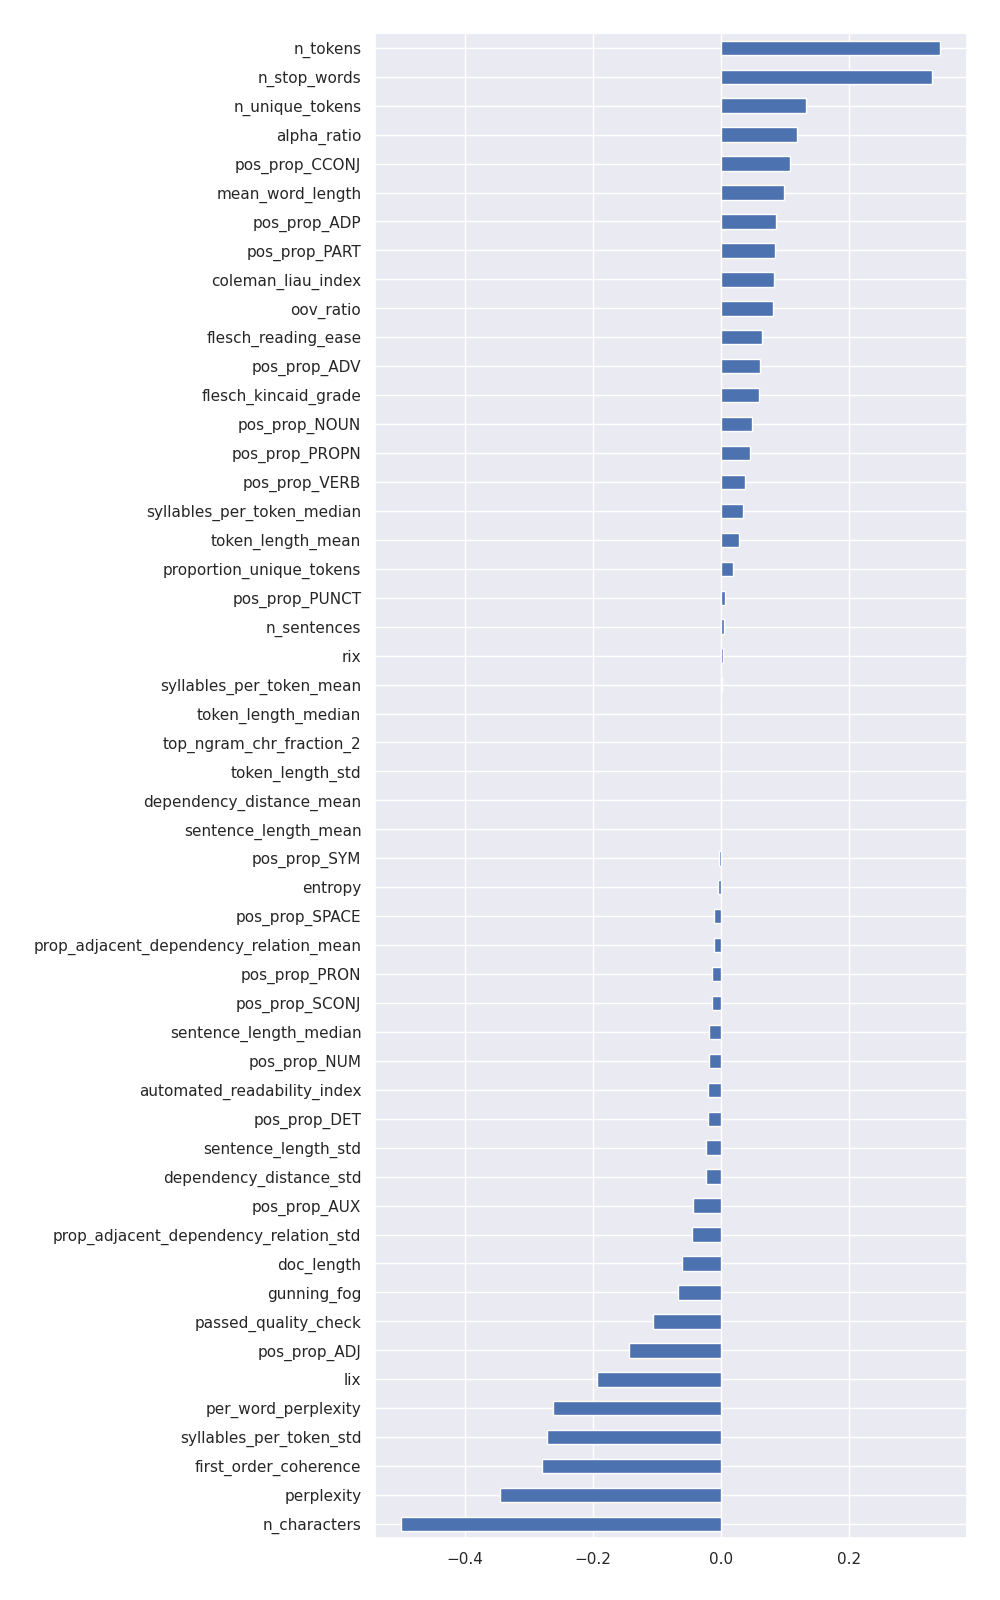 n_tokens
n_stop_words
n_unique_tokens
alpha_ratio
pos_prop_CCONJ
mean_word_length
pos_prop_ADP
pos_prop_PART
coleman_liau_index
oov_ratio
flesch_reading_ease
pos_prop_ADV
flesch_kincaid_grade
pos_prop_NOUN
pos_prop_PROPN
pos_prop_VERB
syllables_per_token_median
token_length_mean
proportion_unique_tokens
pos_prop_PUNCT
n_sentences
rix
syllables_per_token_mean
token_length_median
top_ngram_chr_fraction_2
token_length_std
dependency_distance_mean
sentence_length_mean
pos_prop_SYM
entropy
pos_prop_SPACE
prop_adjacent_dependency_relation_mean
pos_prop_PRON
pos_prop_SCONJ
sentence_length_median
pos_prop_NUM
automated_readability_index
pos_prop_DET
sentence_length_std
dependency_distance_std
pos_prop_AUX
prop_adjacent_dependency_relation_std
doc_length
gunning_fog
passed_quality_check
pos_prop_ADJ
lix
per_word_perplexity
syllables_per_token_std
first_order_coherence
perplexity
n_characters
−0.4 −0.2 0.0 0.2